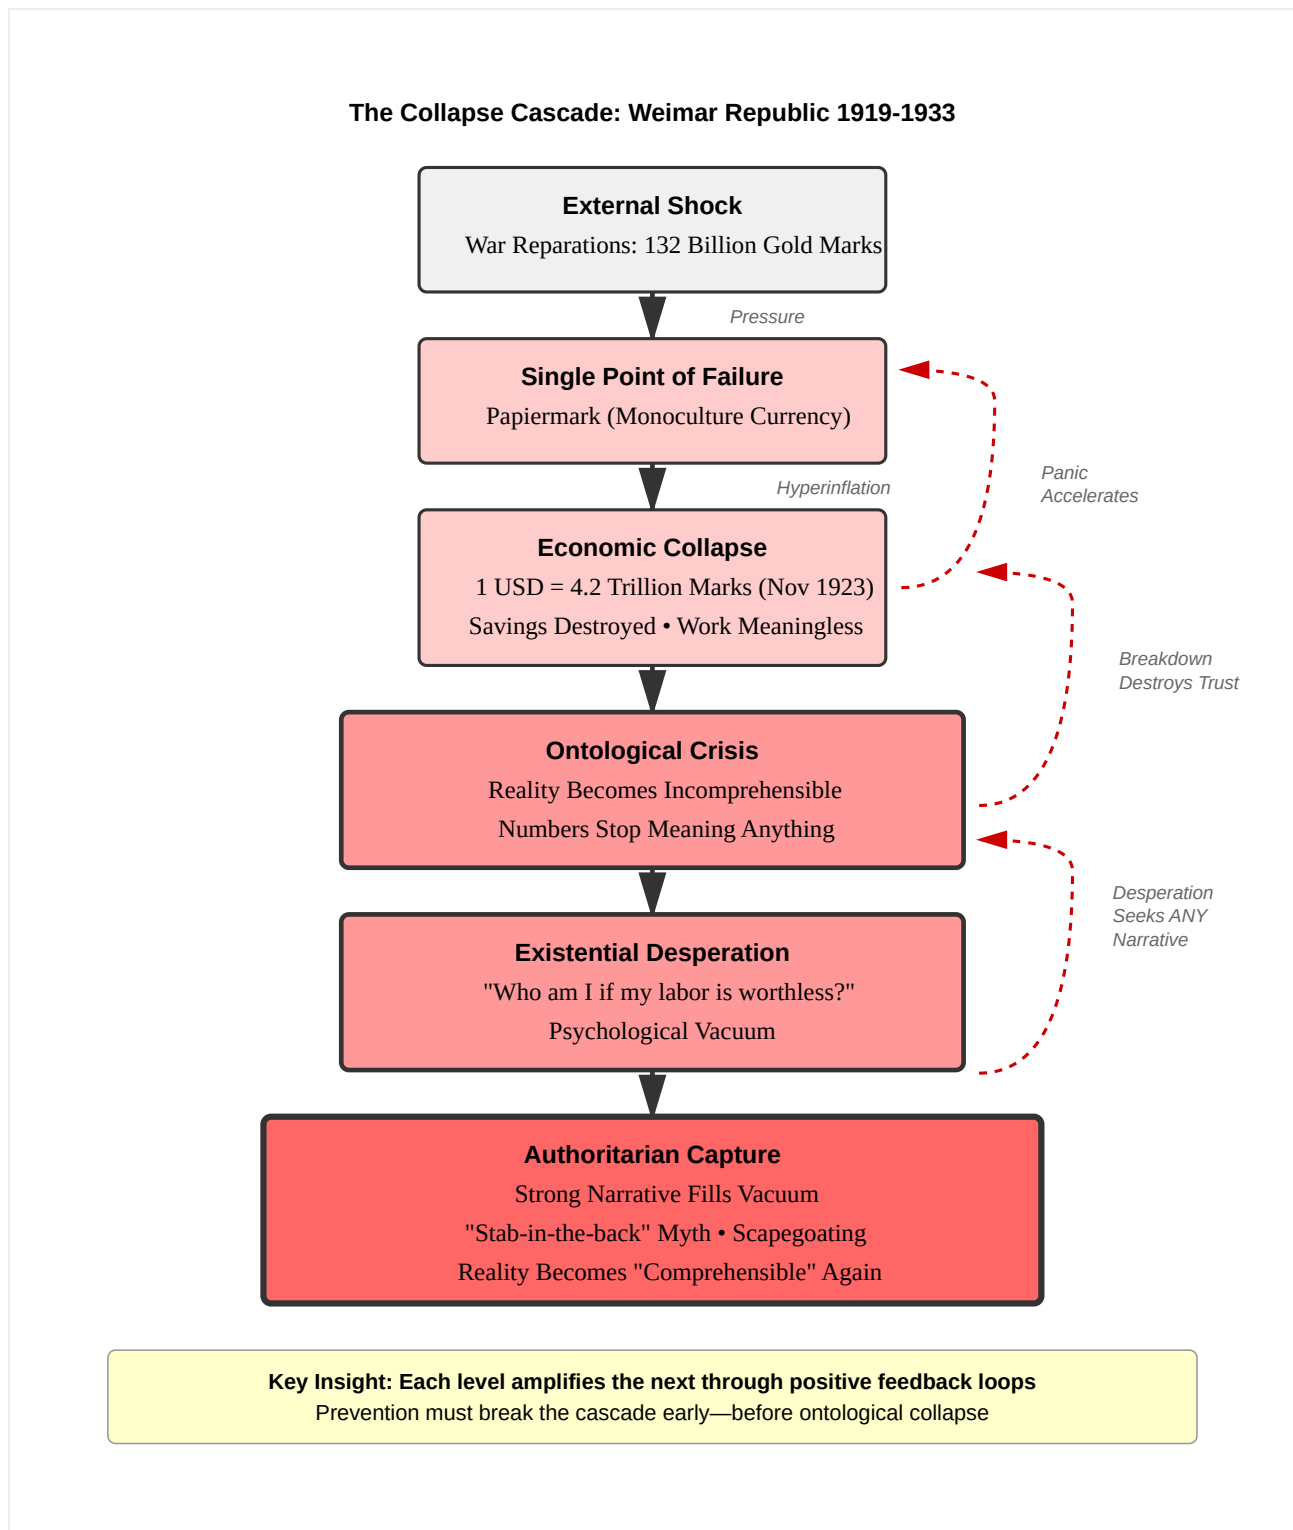 The Collapse Cascade: Weimar Republic 1919-1933
External Shock
War Reparations: 132 Billion Gold Marks
Pressure
Single Point of Failure
Papiermark (Monoculture Currency)
Panic
Accelerates
Hyperinflation
Economic Collapse
1 USD = 4.2 Trillion Marks (Nov 1923)
Savings Destroyed • Work Meaningless
Breakdown
Destroys Trust
Ontological Crisis
Reality Becomes Incomprehensible
Numbers Stop Meaning Anything
Desperation
Seeks ANY
Narrative
Existential Desperation
"Who am I if my labor is worthless?"
Psychological Vacuum
Authoritarian Capture
Strong Narrative Fills Vacuum
"Stab-in-the-back" Myth • Scapegoating
Reality Becomes "Comprehensible" Again
Key Insight: Each level amplifies the next through positive feedback loops
Prevention must break the cascade early—before ontological collapse